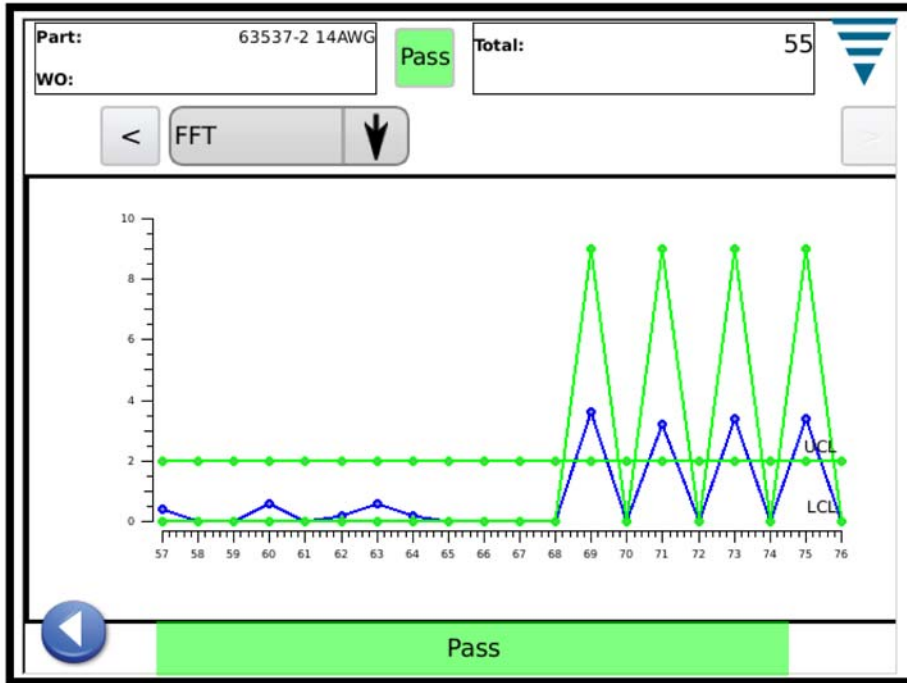 Part: 63537-2 14AWG
WO:
Pass
Total: 55
<
FFT
>
10
8
6
4
2
0
UCL
LCL
57 58 59 60 61 62 63 64 65 66 67 68 69 70 71 72 73 74 75 76
Pass